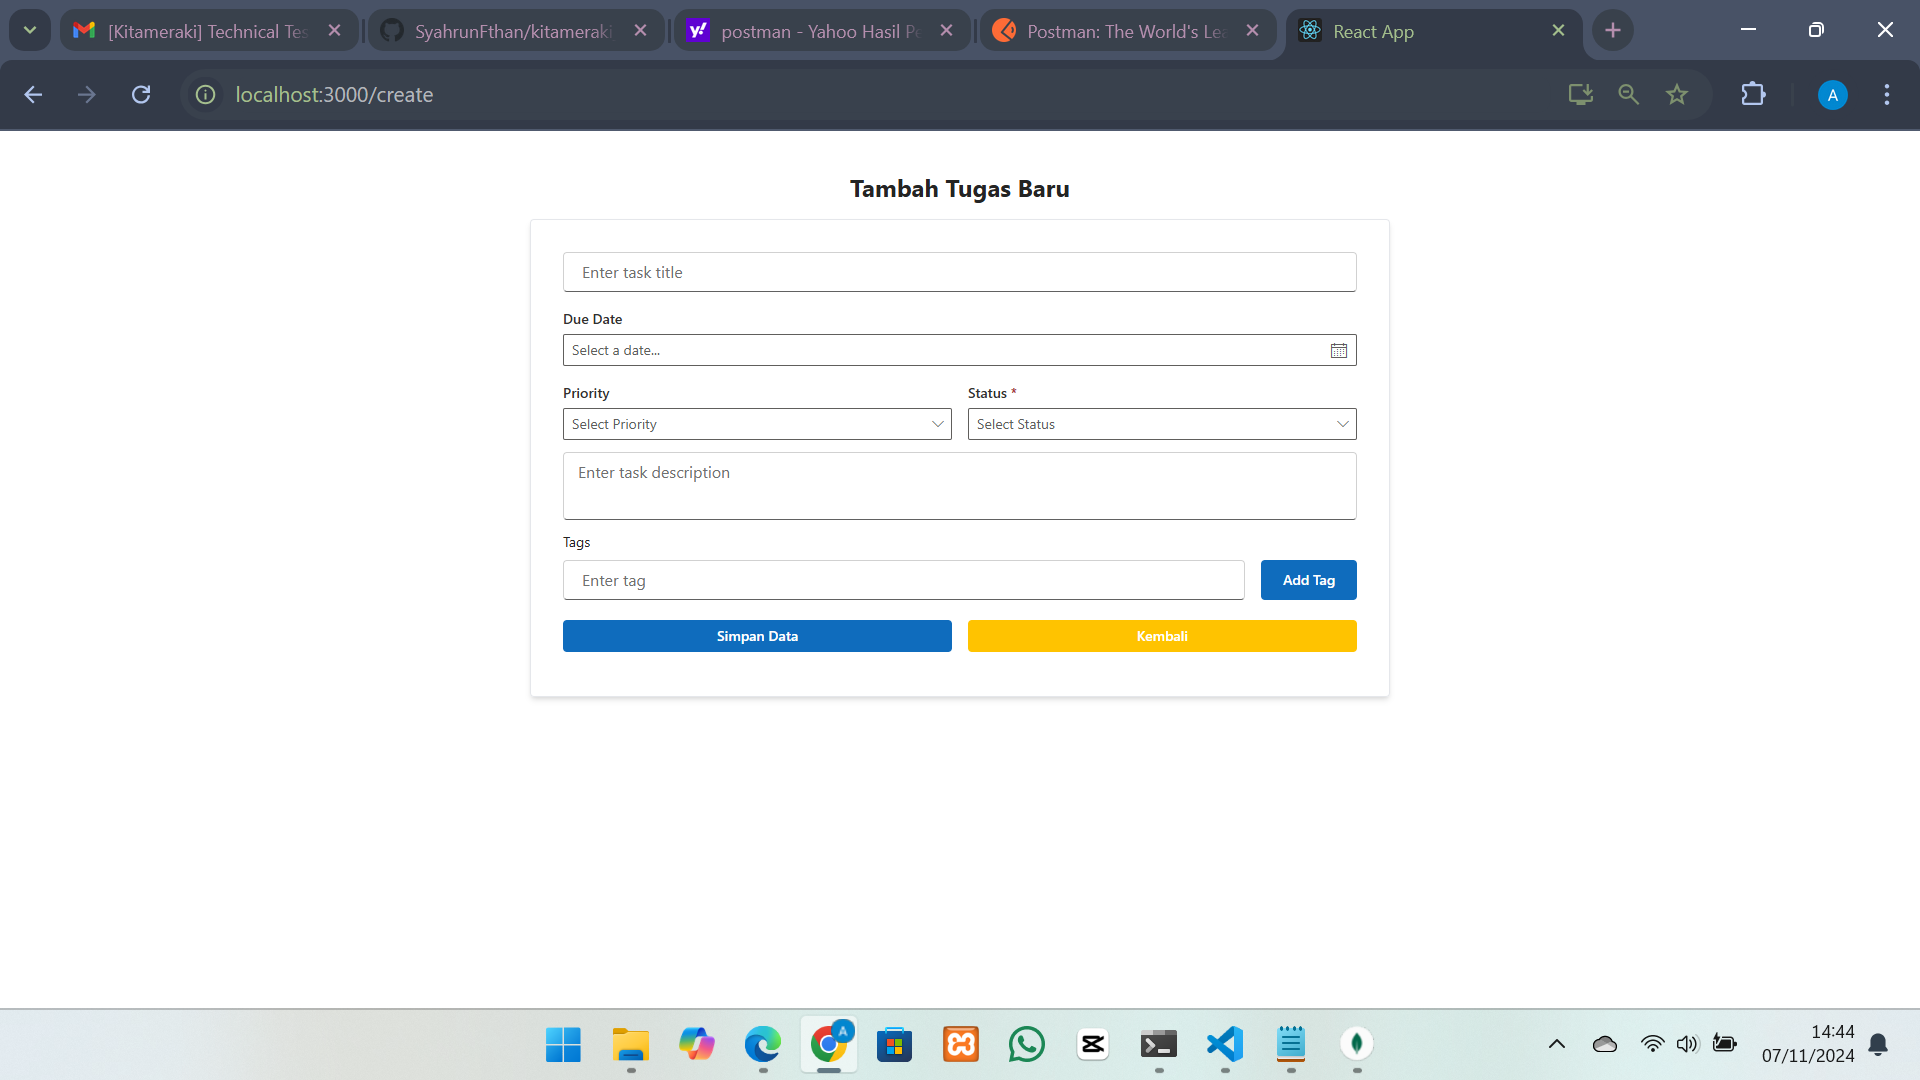 [Kitameraki] Technical Tes
SyahrunFthan/kitameraki
postman - Yahoo Hasil Pe
Postman: The World's Lea
React App
localhost:3000/create
A
Tambah Tugas Baru
Enter task title
Due Date
Select a date...
Priority
Status *
Select Priority
Select Status
Enter task description
Tags
Enter tag
Add Tag
Simpan Data
Kembali
A
14:44
07/11/2024